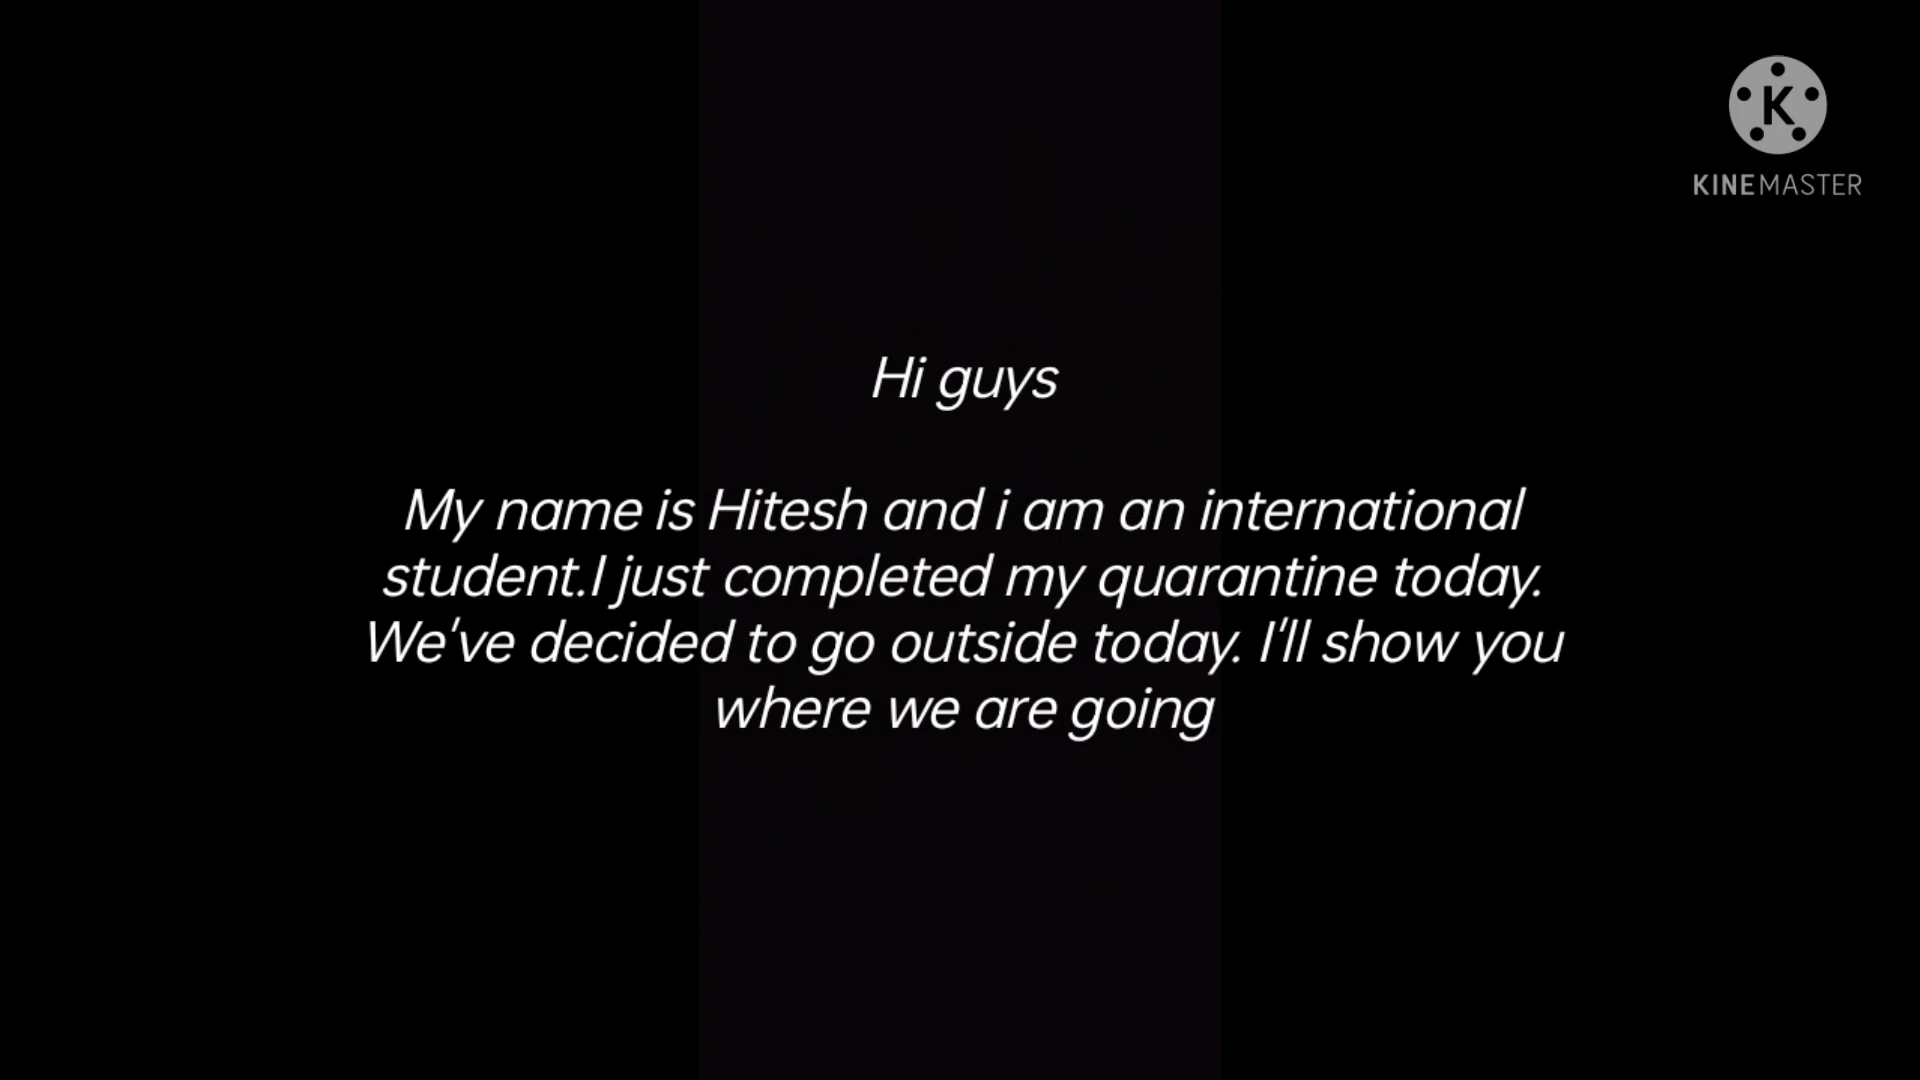 K
KINEMASTER
Hi guys
My name is Hitesh and i am an international
student.I just completed my quarantine today.
We've decided to go outside today. I'll show you
where we are going